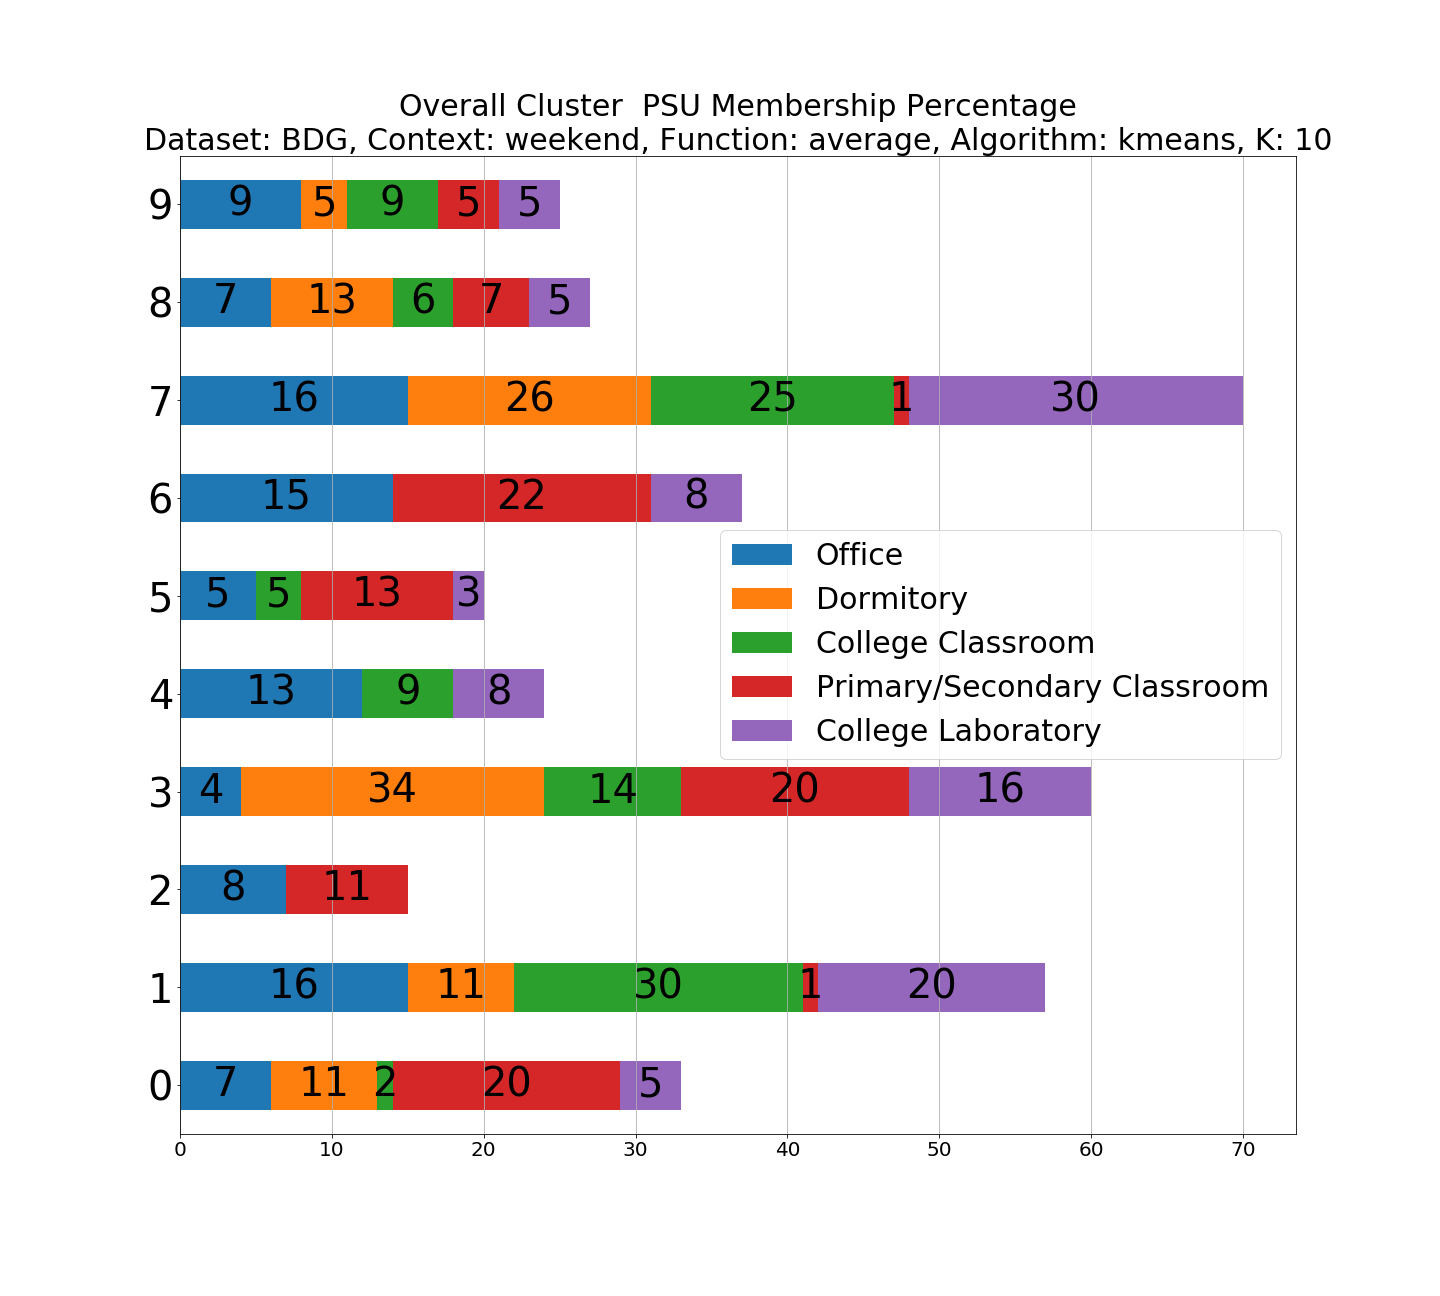 Overall Cluster  PSU Membership Percentage
Dataset: BDG, Context: weekend, Function: average, Algorithm: kmeans, K: 10
9 9 5 9 5 5
8 7 13 6 7 5
7 16 26 25 1 30
6 15 22 8
Office
5 5 5 13 3
Dormitory
College Classroom
4 13 9 8
Primary/Secondary Classroom
College Laboratory
3 4 34 14 20 16
2 8 11
1 16 11 30 1 20
0 7 11 2 20 5
0 10 20 30 40 50 60 70